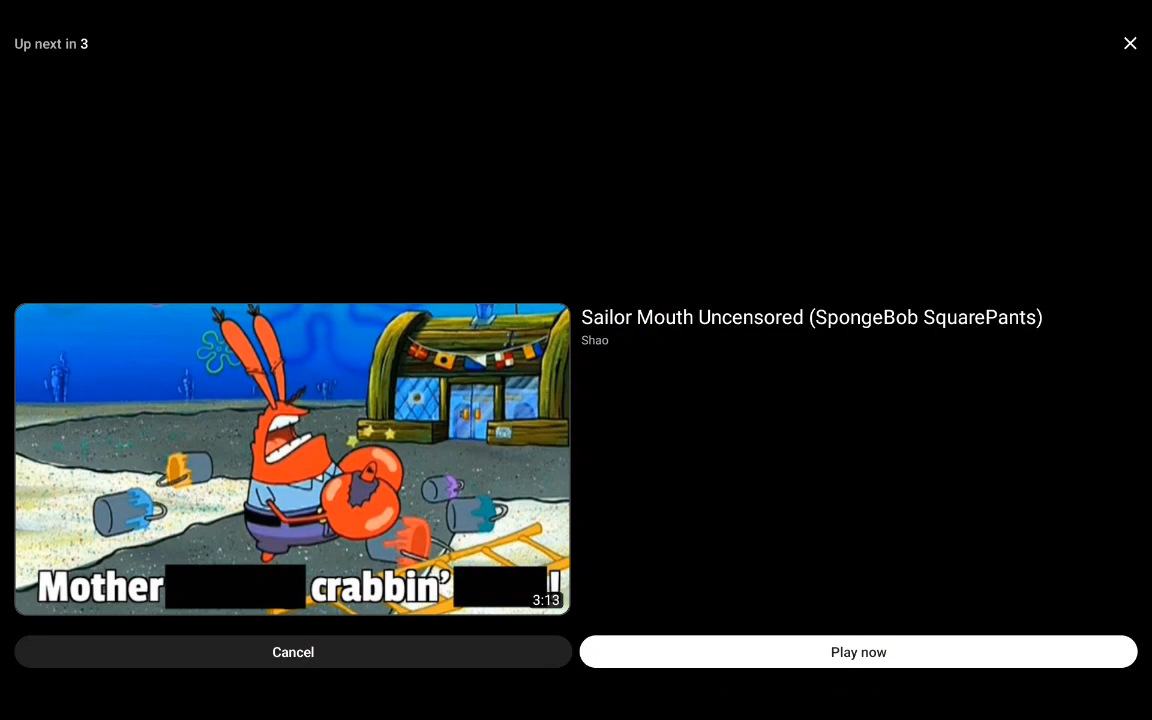 Up next in 3
Sailor Mouth Uncensored (SpongeBob SquarePants)
Shao
Mother crabbin' !
3:13
Cancel
Play now